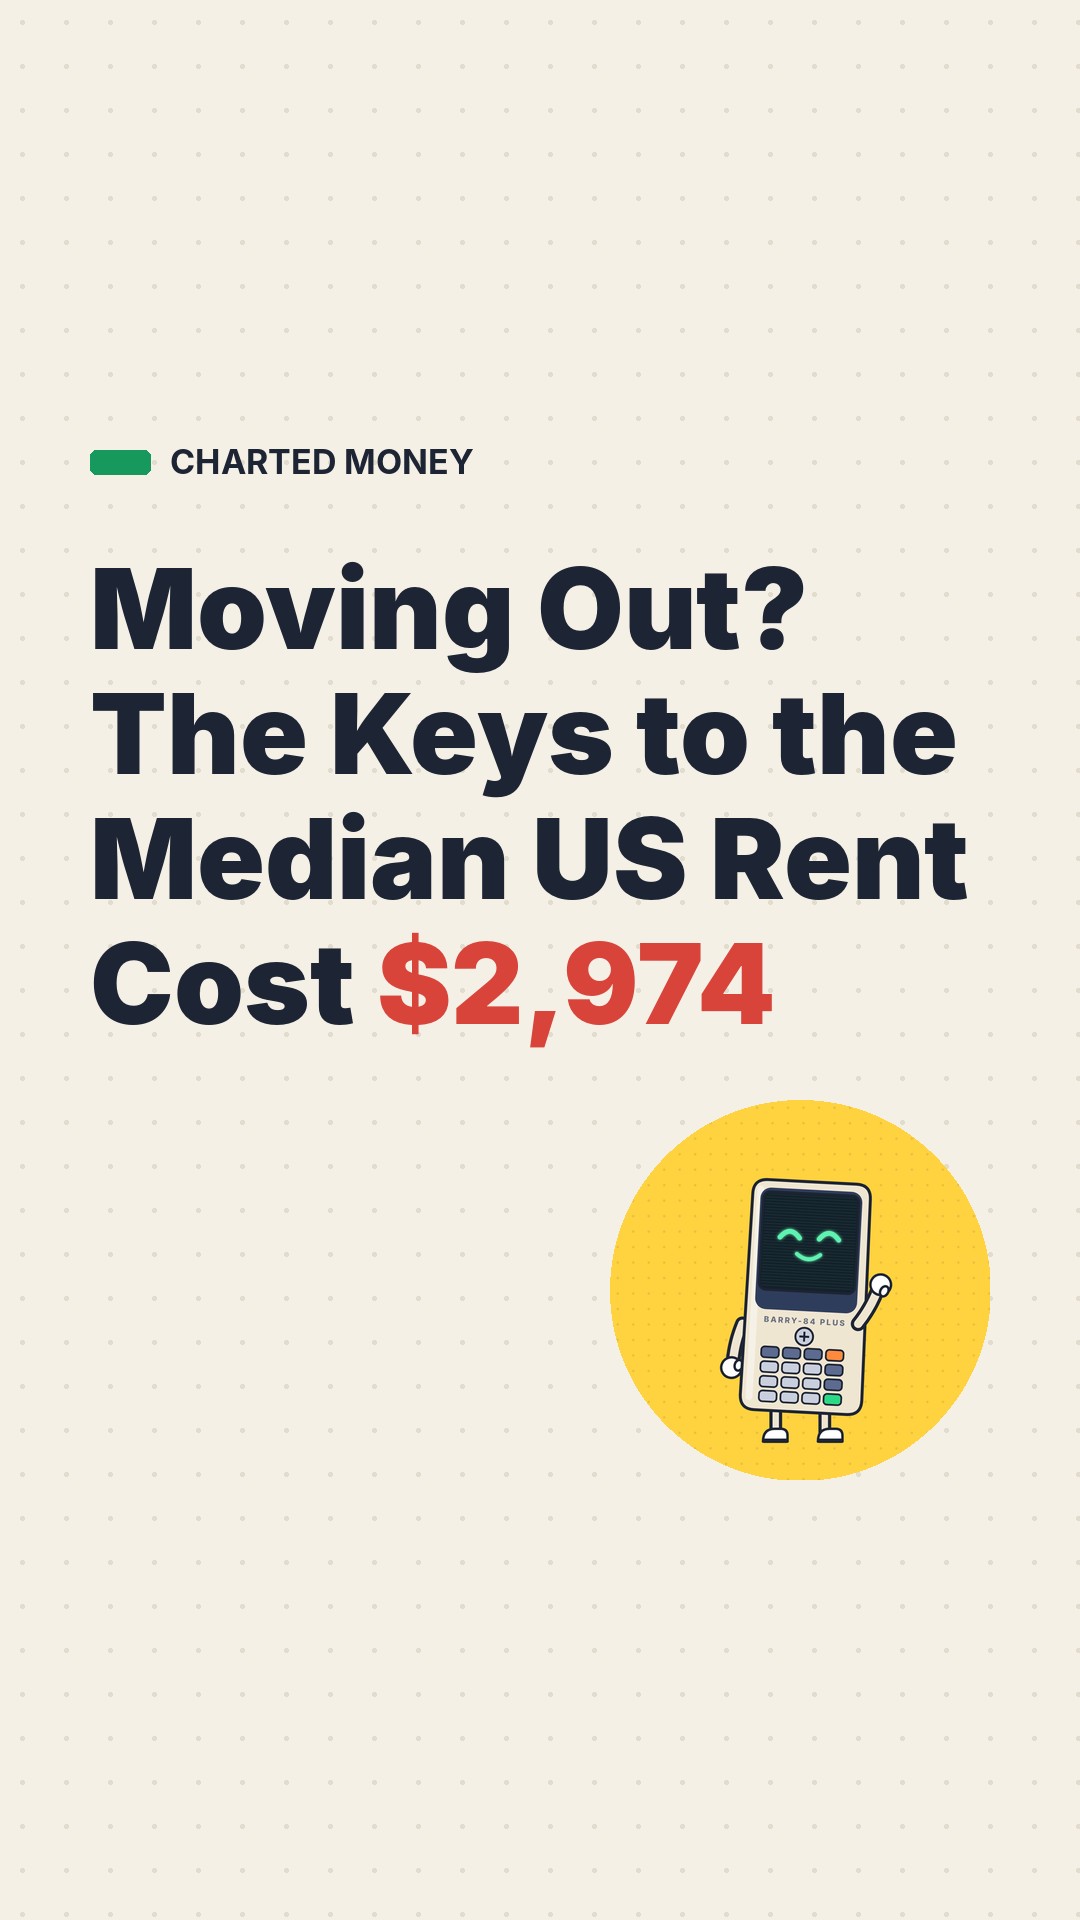 CHARTED MONEY
Moving Out?
The Keys to the
Median US Rent
Cost $2,974
BARRY-84 PLUS